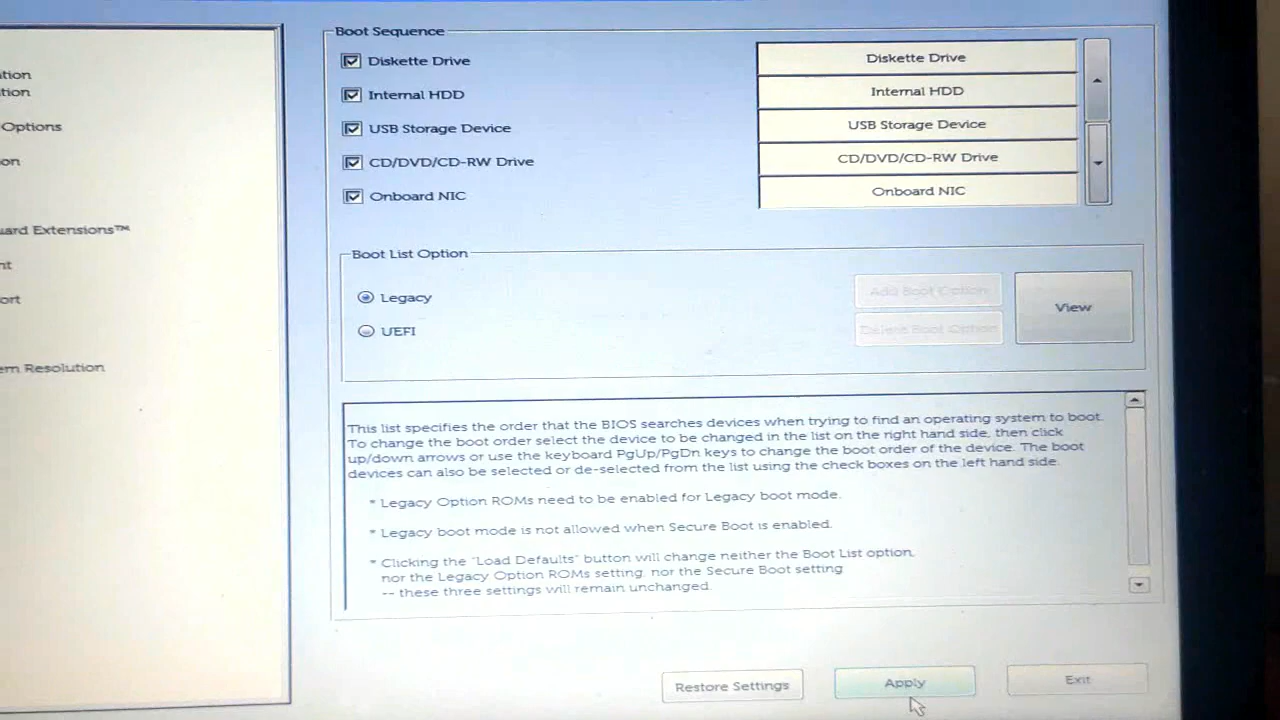 tion
tion
Options
on
uard Extensions™
nt
ort
em Resolution
Boot Sequence
Diskette Drive
Internal HDD
USB Storage Device
CD/DVD/CD-RW Drive
Onboard NIC
Diskette Drive
Internal HDD
USB Storage Device
CD/DVD/CD-RW Drive
Onboard NIC
Boot List Option
Legacy
UEFI
Add Boot Option
Delete Boot Option
View
This list specifies the order that the BIOS searches devices when trying to find an operating system to boot.
To change the boot order select the device to be changed in the list on the right hand side, then click
up/down arrows or use the keyboard PgUp/PgDn keys to change the boot order of the device. The boot
devices can also be selected or de-selected from the list using the check boxes on the left hand side.
* Legacy Option ROMs need to be enabled for Legacy boot mode.
* Legacy boot mode is not allowed when Secure Boot is enabled.
* Clicking the "Load Defaults" button will change neither the Boot List option,
nor the Legacy Option ROMs setting, nor the Secure Boot setting
-- these three settings will remain unchanged.
Restore Settings
Apply
Exit